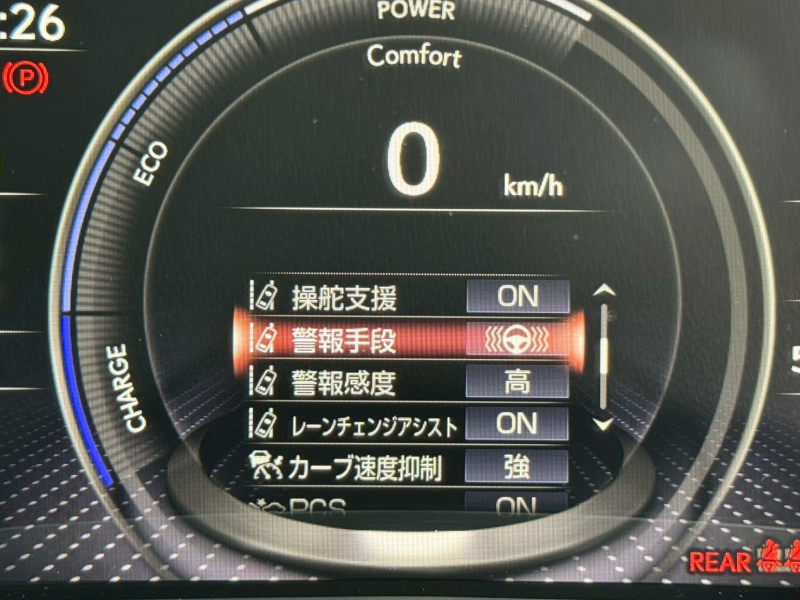 :26
POWER
Comfort
P
ECO
0 km/h
操舵支援 ON
警報手段
警報感度 高
レーンチェンジアシスト ON
カーブ速度抑制 強
PCS ON
CHARGE
5
REAR